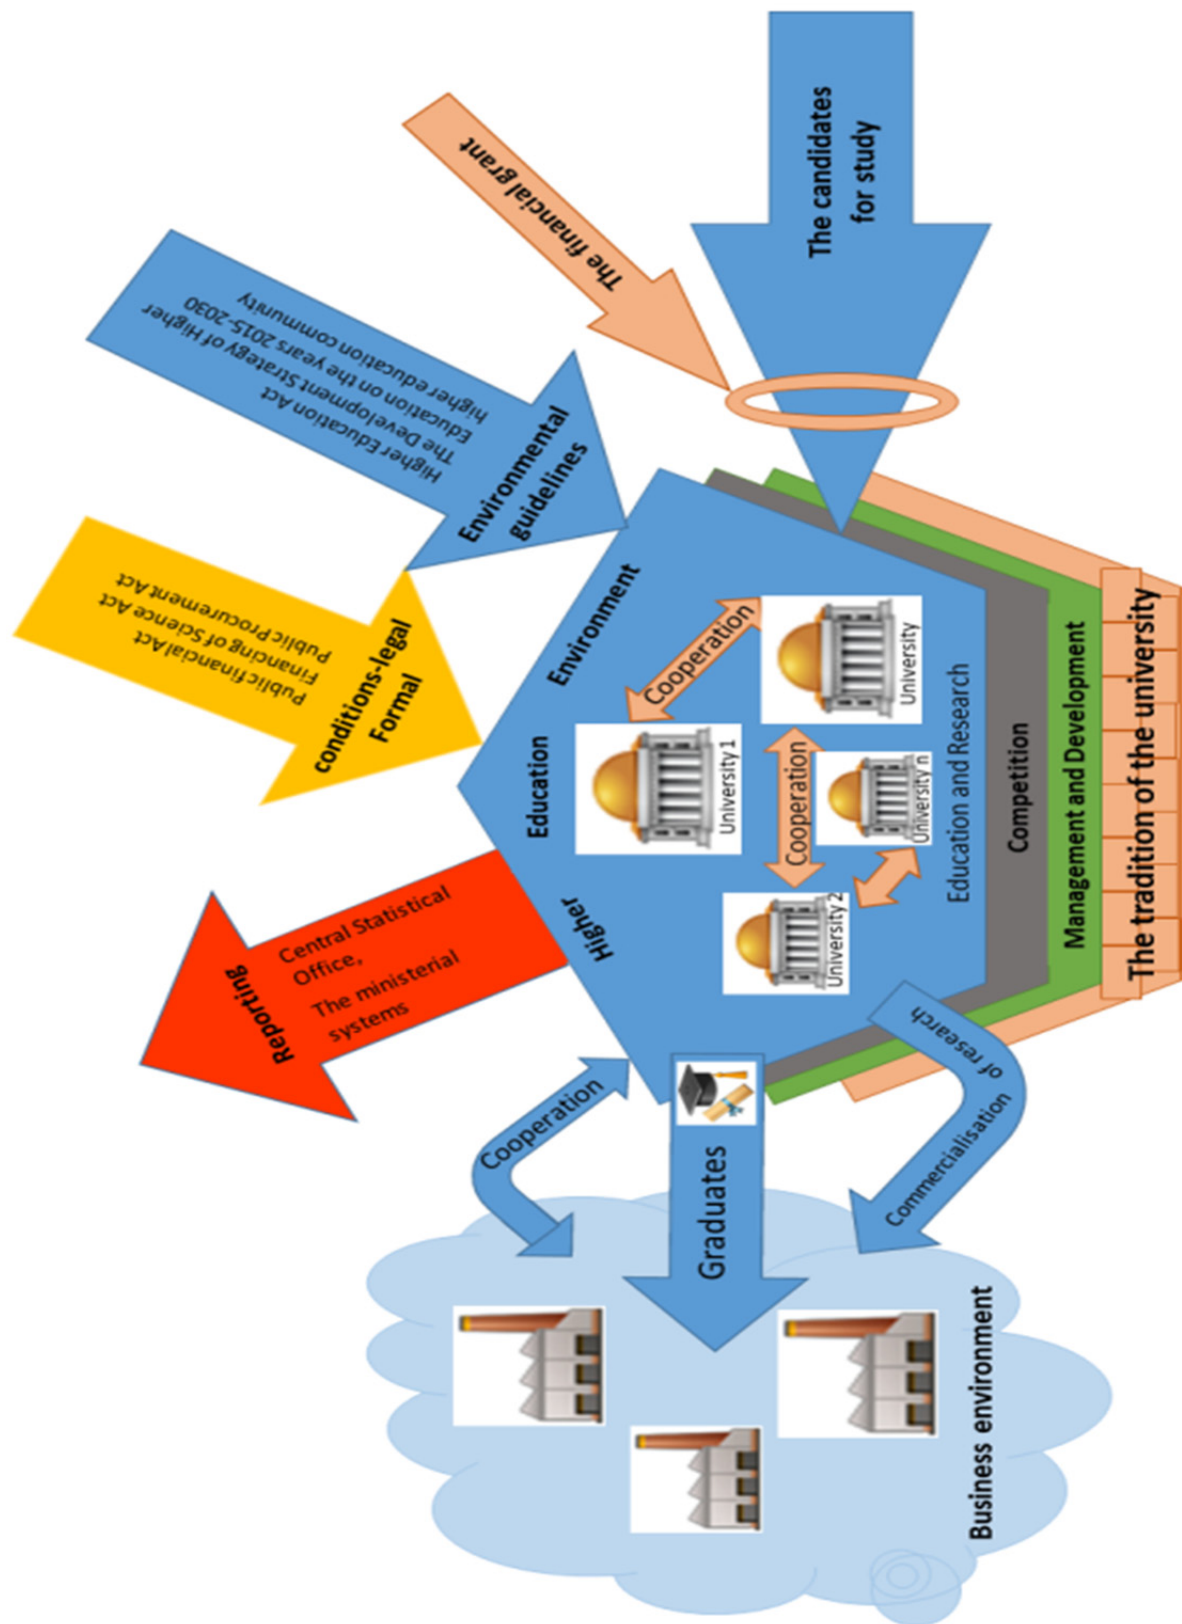 The candidates
for study
The financial grant
Higher Education Act
The Development Strategy of Higher
Education on the years 2015-2030
higher education community
Environmental
guidelines
Public financial Act
Financing of Science Act
Public Procurement Act
conditions-legal
Formal
Reporting
Central Statistical
Office,
The ministerial
systems
Higher
Education
Environment
University 1
Cooperation
University
Cooperation
University n
University 2
Education and Research
Competition
Management and Development
The tradition of the university
Cooperation
Graduates
Commercialisation
of research
Business environment